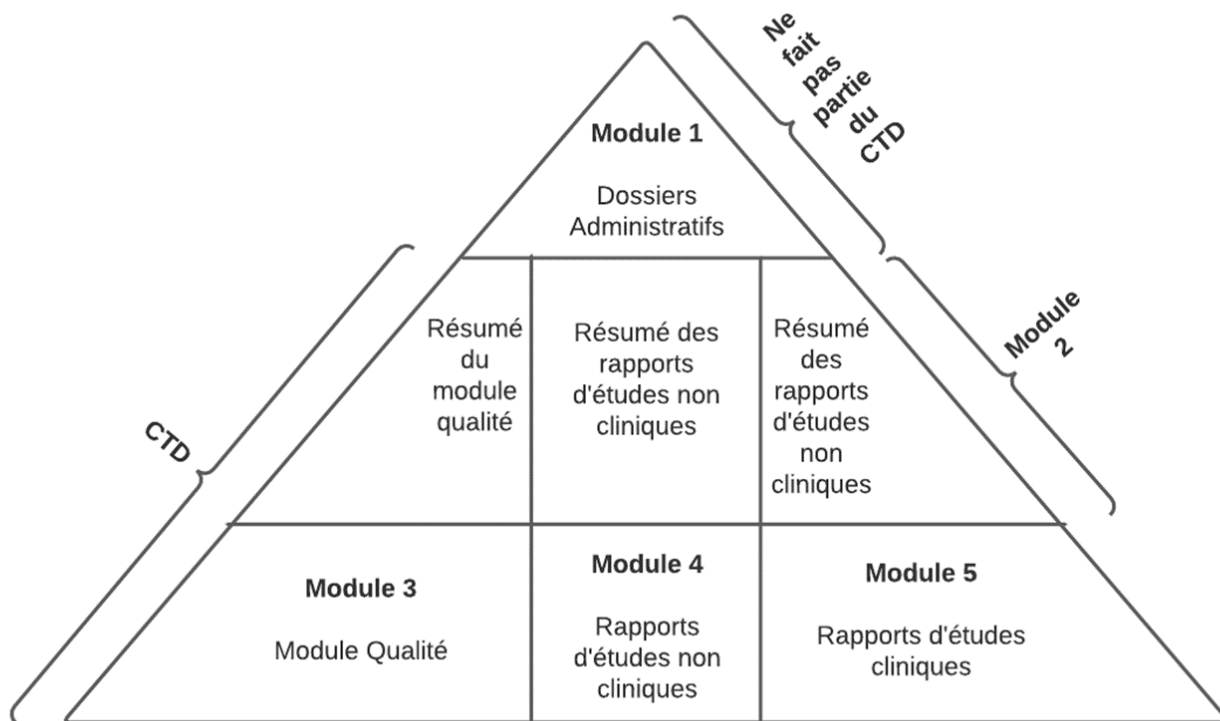 Ne
fait
pas
partie
du
CTD
Module 1
Dossiers
Administratifs
Module
2
CTD
Résumé
du
module
qualité
Résumé des
rapports
d'études non
cliniques
Résumé
des
rapports
d'études
non
cliniques
Module 3
Module Qualité
Module 4
Rapports
d'études non
cliniques
Module 5
Rapports d'études
cliniques